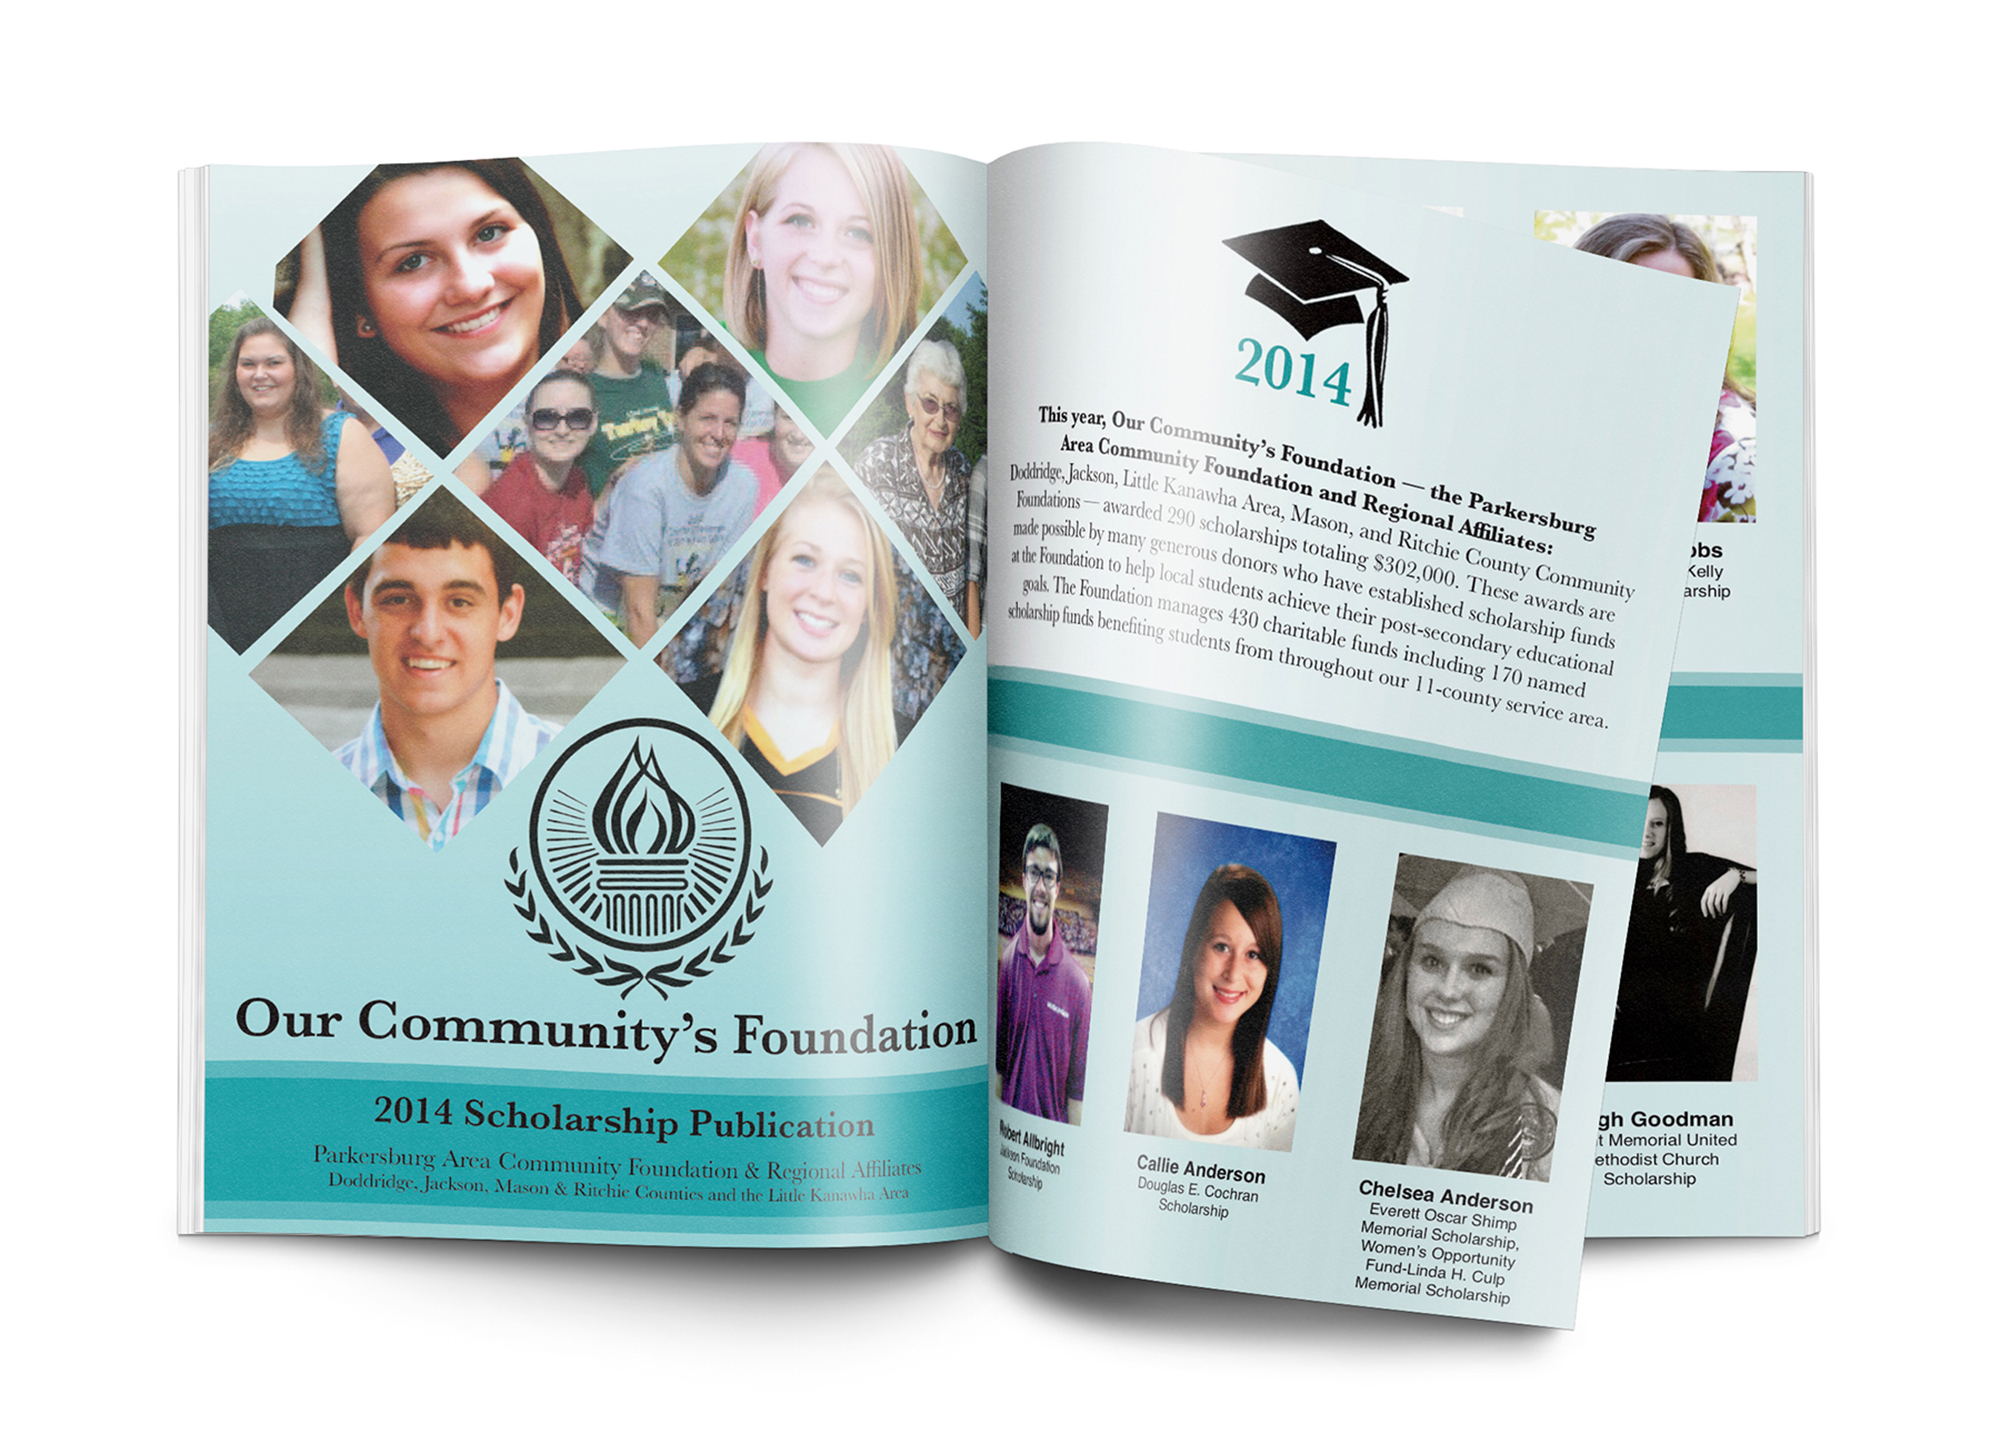 Our Community's Foundation
2014 Scholarship Publication
Parkersburg Area Community Foundation & Regional Affiliates
Doddridge, Jackson, Mason & Ritchie Counties and the Little Kanawha Area
2014
This year, Our Community's Foundation — the Parkersburg
Area Community Foundation and Regional Affiliates:
Doddridge, Jackson, Little Kanawha Area, Mason, and Ritchie County Community
Foundations — awarded 290 scholarships totaling $302,000. These awards are
made possible by many generous donors who have established scholarship funds
at the Foundation to help local students achieve their post-secondary educational
goals. The Foundation manages 430 charitable funds including 170 named
scholarship funds benefiting students from throughout our 11-county service area.
Robert Allbright
Jackson Foundation
Scholarship
Callie Anderson
Douglas E. Cochran
Scholarship
Chelsea Anderson
Everett Oscar Shimp
Memorial Scholarship,
Women's Opportunity
Fund-Linda H. Culp
Memorial Scholarship
Kelly
Goodman
Memorial United
Church
Scholarship